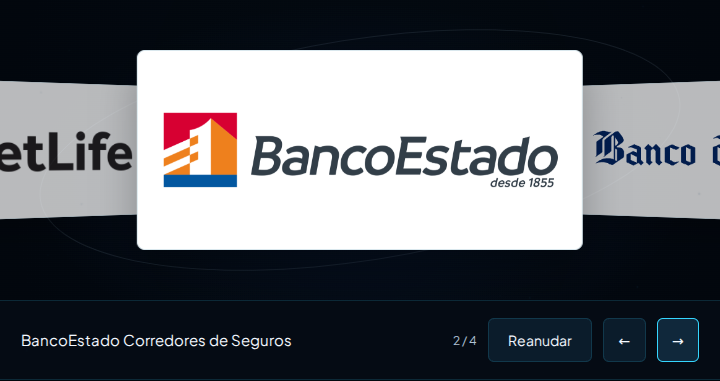 etLife
BancoEstado
desde 1855
Banco
BancoEstado Corredores de Seguros
2/4
Reanudar
←
→